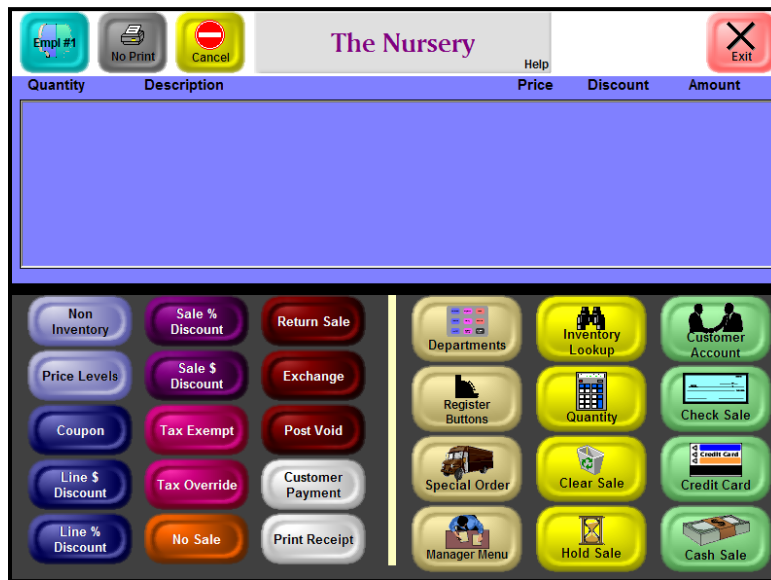 Empl #1
No Print
Cancel
The Nursery
Help
Exit
Quantity Description Price Discount Amount
Non
Inventory
Sale %
Discount
Return Sale
Departments
Inventory
Lookup
Customer
Account
Price Levels
Sale $
Discount
Exchange
Register
Buttons
Quantity
Check Sale
Coupon
Tax Exempt
Post Void
Special Order
Clear Sale
Credit Card
Credit Card
Line $
Discount
Tax Override
Customer
Payment
Manager Menu
Hold Sale
Cash Sale
Line %
Discount
No Sale
Print Receipt